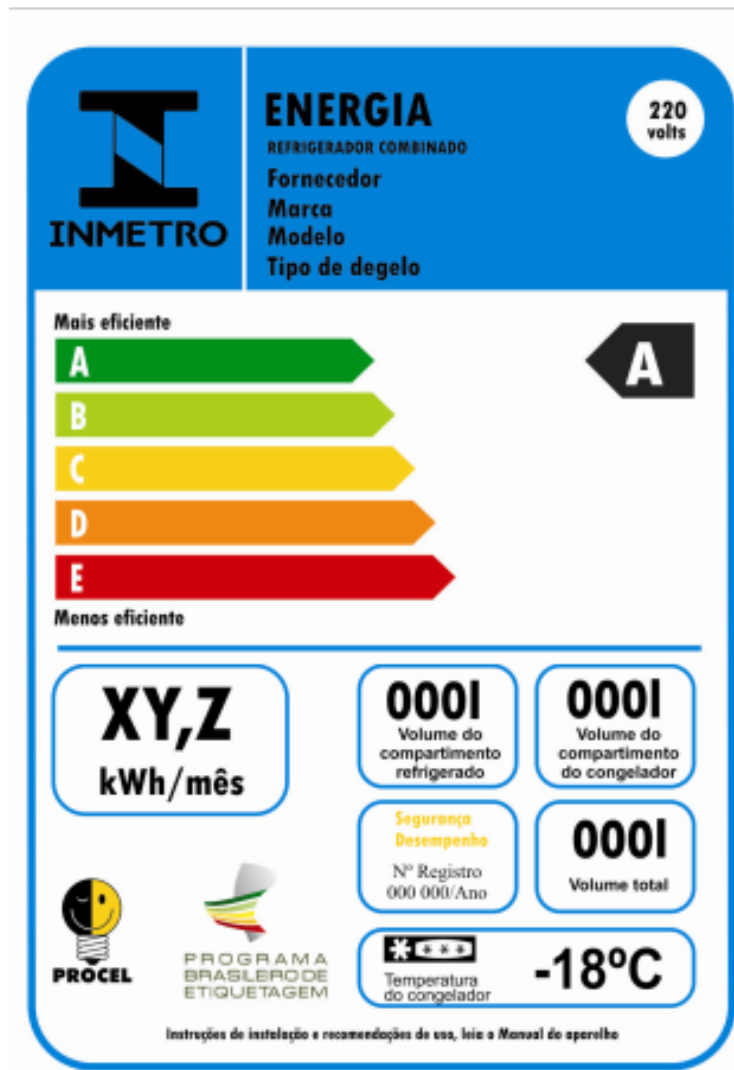 INMETRO
ENERGIA
REFRIGERADOR COMBINADO
Fornecedor
Marca
Modelo
Tipo de degelo
220
volts
Mais eficiente
A
A
B
C
D
E
Menos eficiente
XY,Z
kWh/mês
000l
Volume do
compartimento
refrigerado
000l
Volume do
compartimento
do congelador
Segurança
Desempenho
Nº Registro
000 000/Ano
000l
Volume total
PROCEL
PROGRAMA
BRASILERO DE
ETIQUETAGEM
Temperatura
do congelador
-18ºC
Instruções de instalação e recomendações de uso, leia o Manual do aparelho